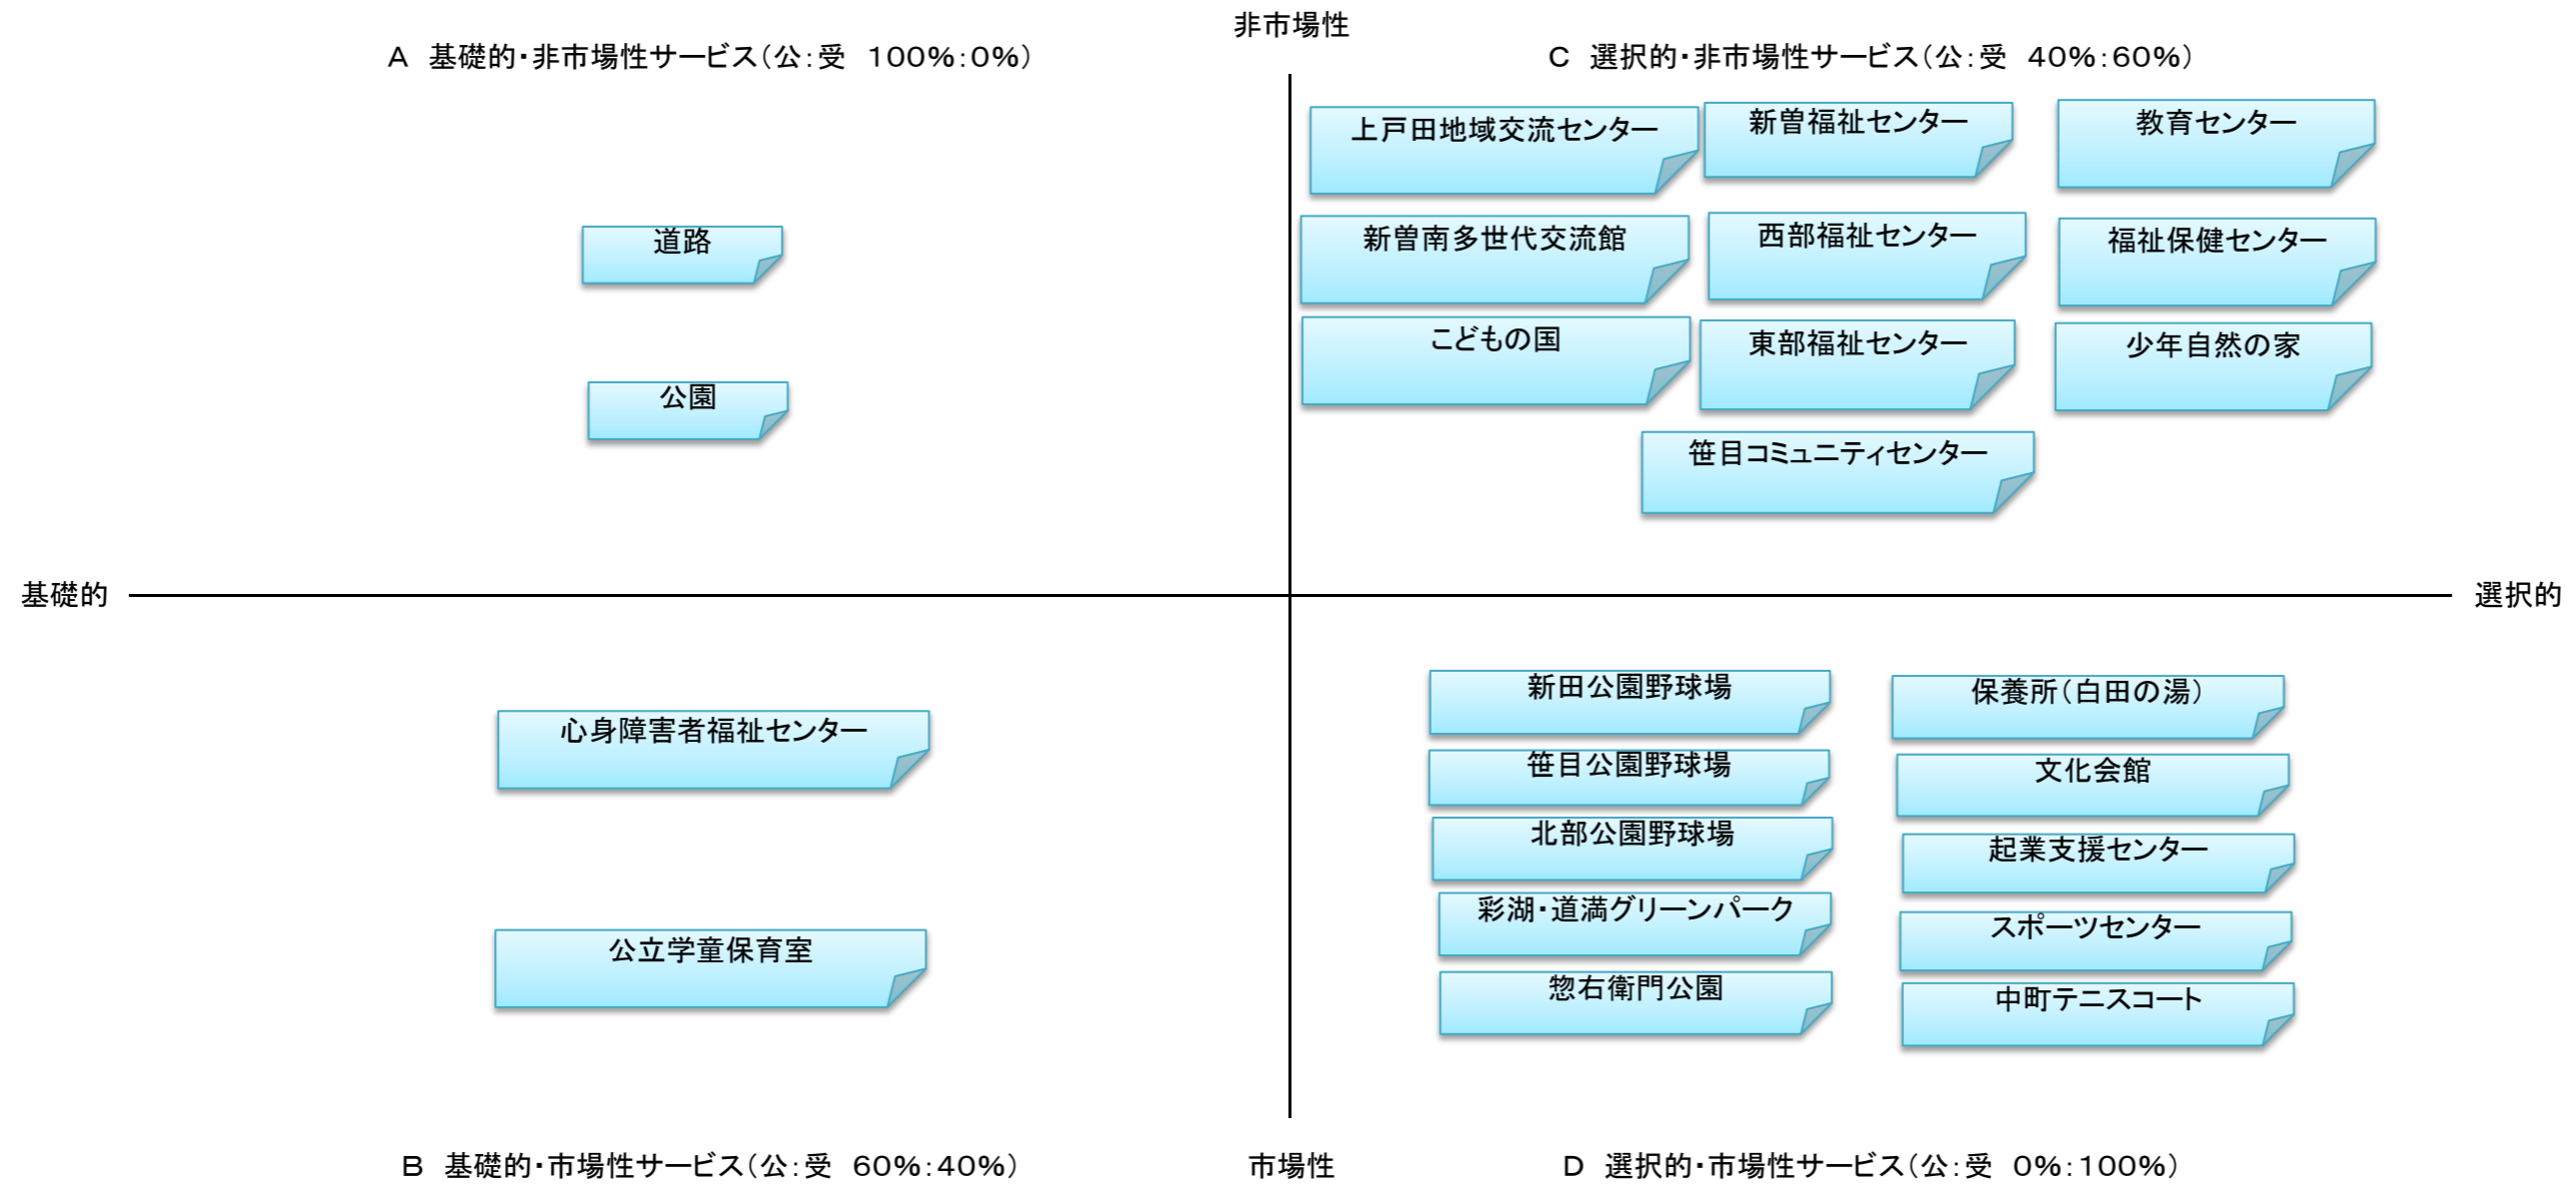 非市場性
A 基礎的・非市場性サービス(公:受 100%:0%)
C 選択的・非市場性サービス(公:受 40%:60%)
上戸田地域交流センター
新曽福祉センター
教育センター
道路
新曽南多世代交流館
西部福祉センター
福祉保健センター
こどもの国
東部福祉センター
少年自然の家
公園
笹目コミュニティセンター
基礎的
選択的
新田公園野球場
保養所(白田の湯)
心身障害者福祉センター
笹目公園野球場
文化会館
北部公園野球場
起業支援センター
彩湖・道満グリーンパーク
スポーツセンター
公立学童保育室
惣右衛門公園
中町テニスコート
B 基礎的・市場性サービス(公:受 60%:40%)
市場性
D 選択的・市場性サービス(公:受 0%:100%)